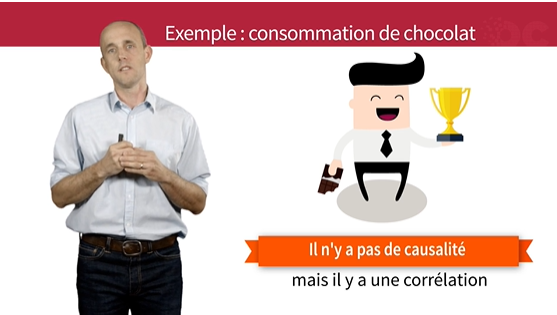 Exemple : consommation de chocolat
Il n'y a pas de causalité
mais il y a une corrélation